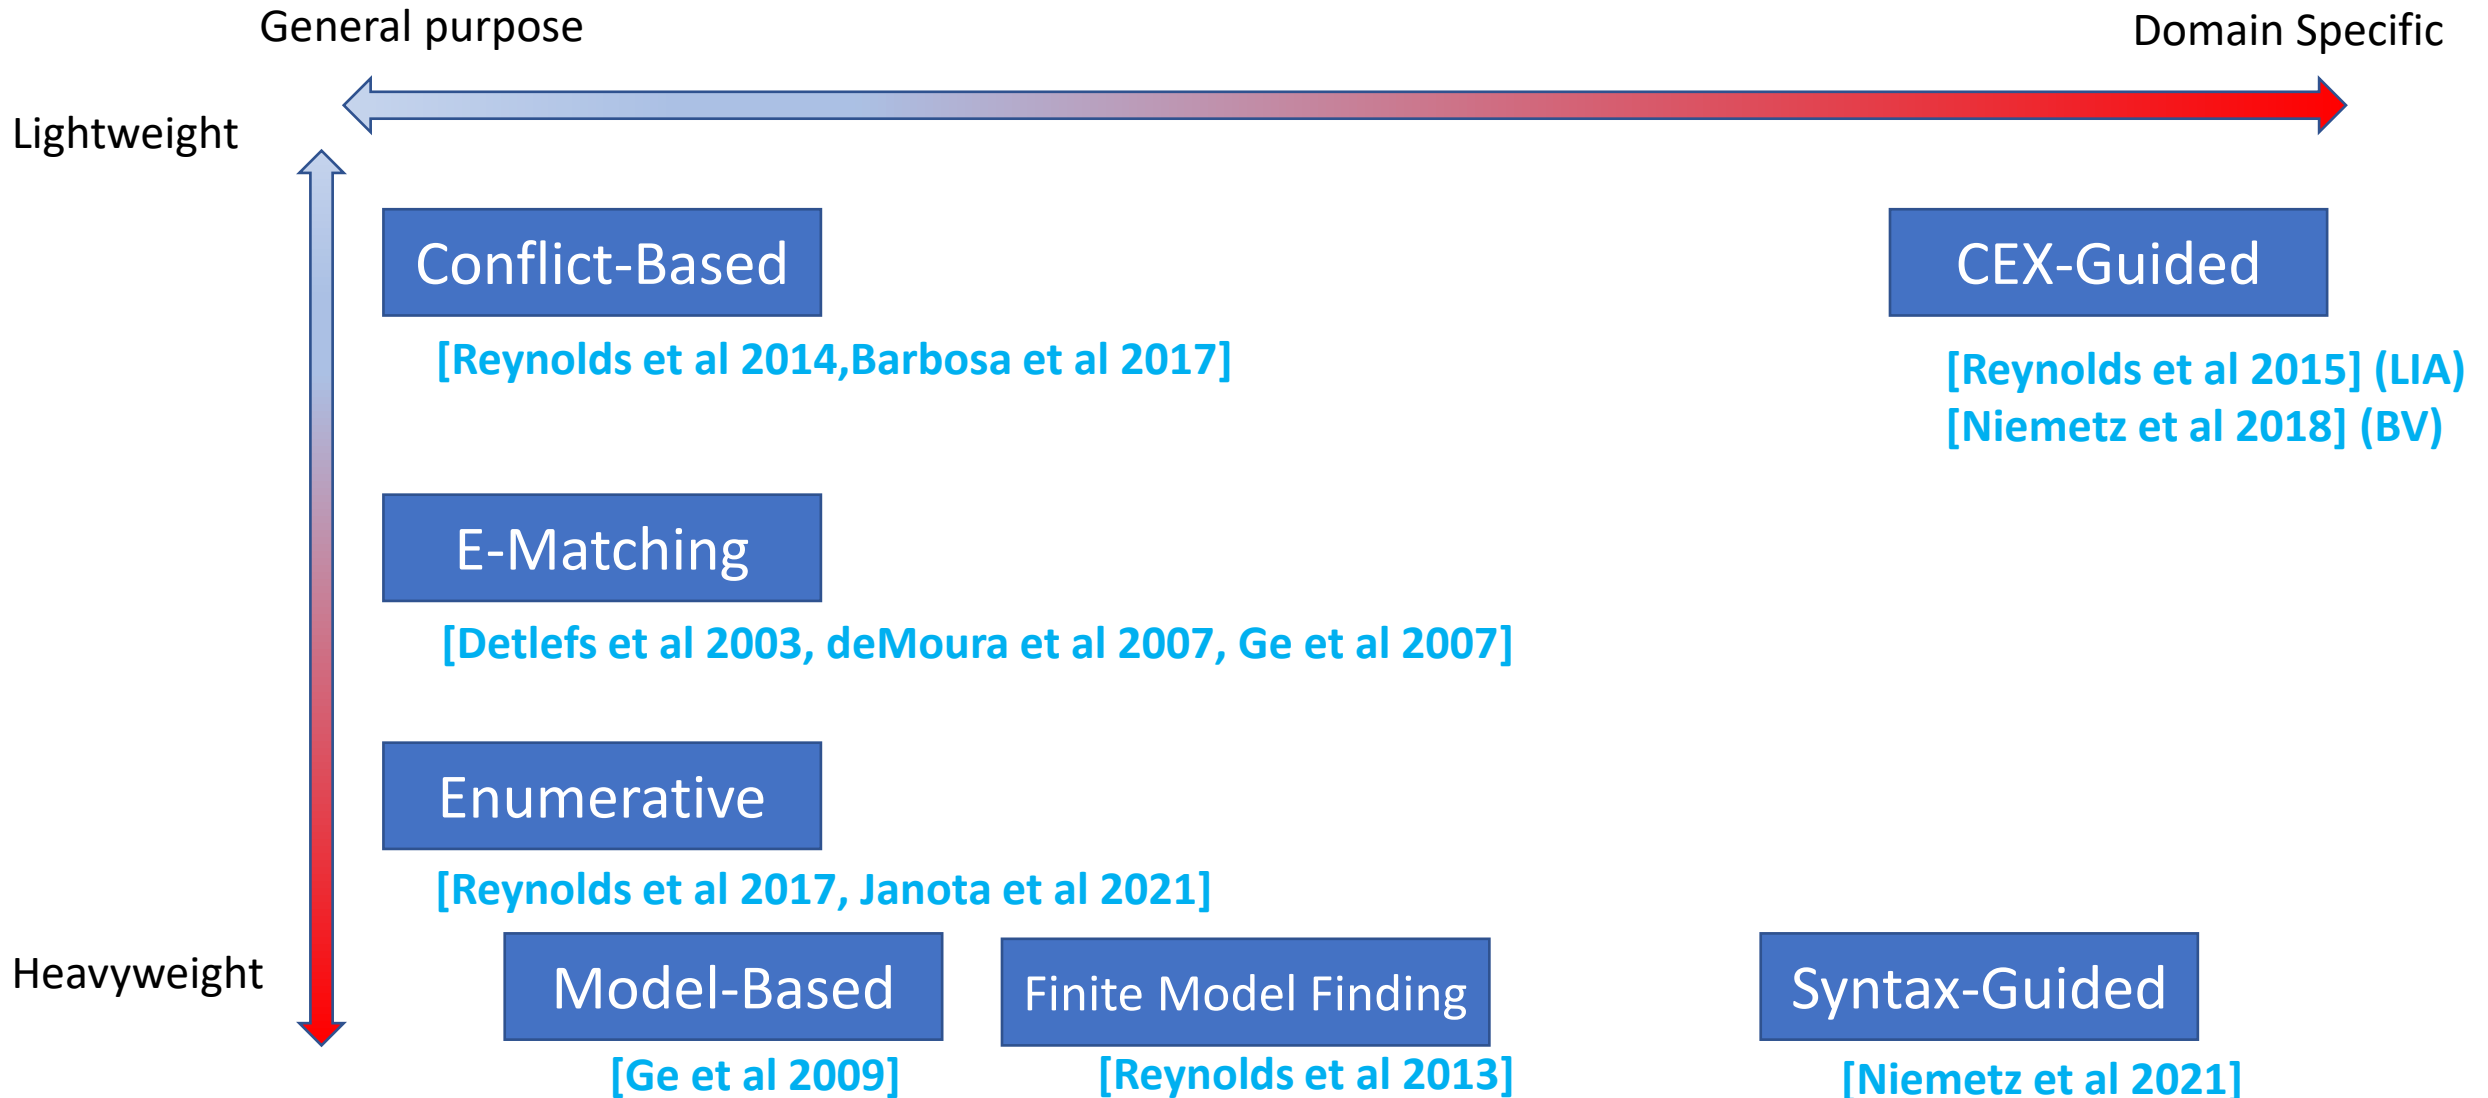 General purpose
Domain Specific
Lightweight
Conflict-Based
CEX-Guided
[Reynolds et al 2014,Barbosa et al 2017]
[Reynolds et al 2015] (LIA)
[Niemetz et al 2018] (BV)
E-Matching
[Detlefs et al 2003, deMoura et al 2007, Ge et al 2007]
Enumerative
[Reynolds et al 2017, Janota et al 2021]
Heavyweight
Model-Based
Finite Model Finding
Syntax-Guided
[Ge et al 2009]
[Reynolds et al 2013]
[Niemetz et al 2021]